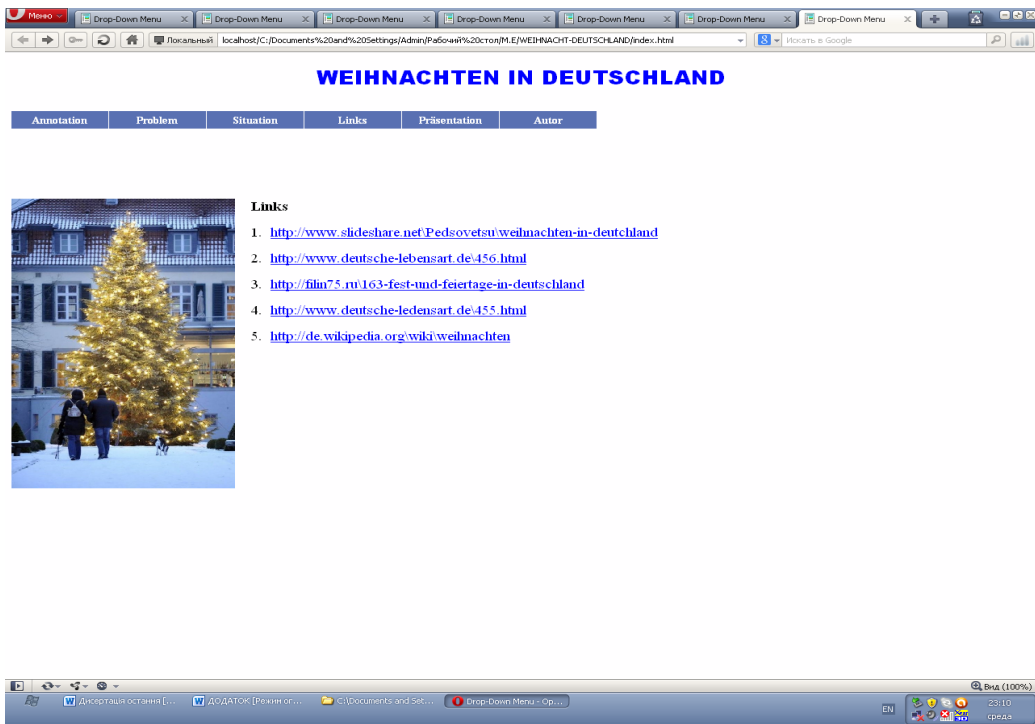 Меню Drop-Down Menu Drop-Down Menu Drop-Down Menu Drop-Down Menu Drop-Down Menu Drop-Down Menu Drop-Down Menu
Локальный localhost/C:/Documents%20and%20Settings/Admin/Рабочий%20стол/М.Е/WEIHNACHT-DEUTSCHLAND/index.html Искать в Google
WEIHNACHTEN IN DEUTSCHLAND
Annotation Problem Situation Links Präsentation Autor
Links
1. http://www.slideshare.net\Pedsovetsu\weihnachten-in-deutchland
2. http://www.deutsche-lebensart.de\456.html
3. http://filin75.ru\163-fest-und-feiertage-in-deutschland
4. http://www.deutsche-ledensart.de\455.html
5. http://de.wikipedia.org\wiki\weihnachten
Вид (100%)
Дисертація остання [... ДОДАТОК [Режим ог... C:\Documents and Set... Drop-Down Menu - Op... EN 23:10
среда